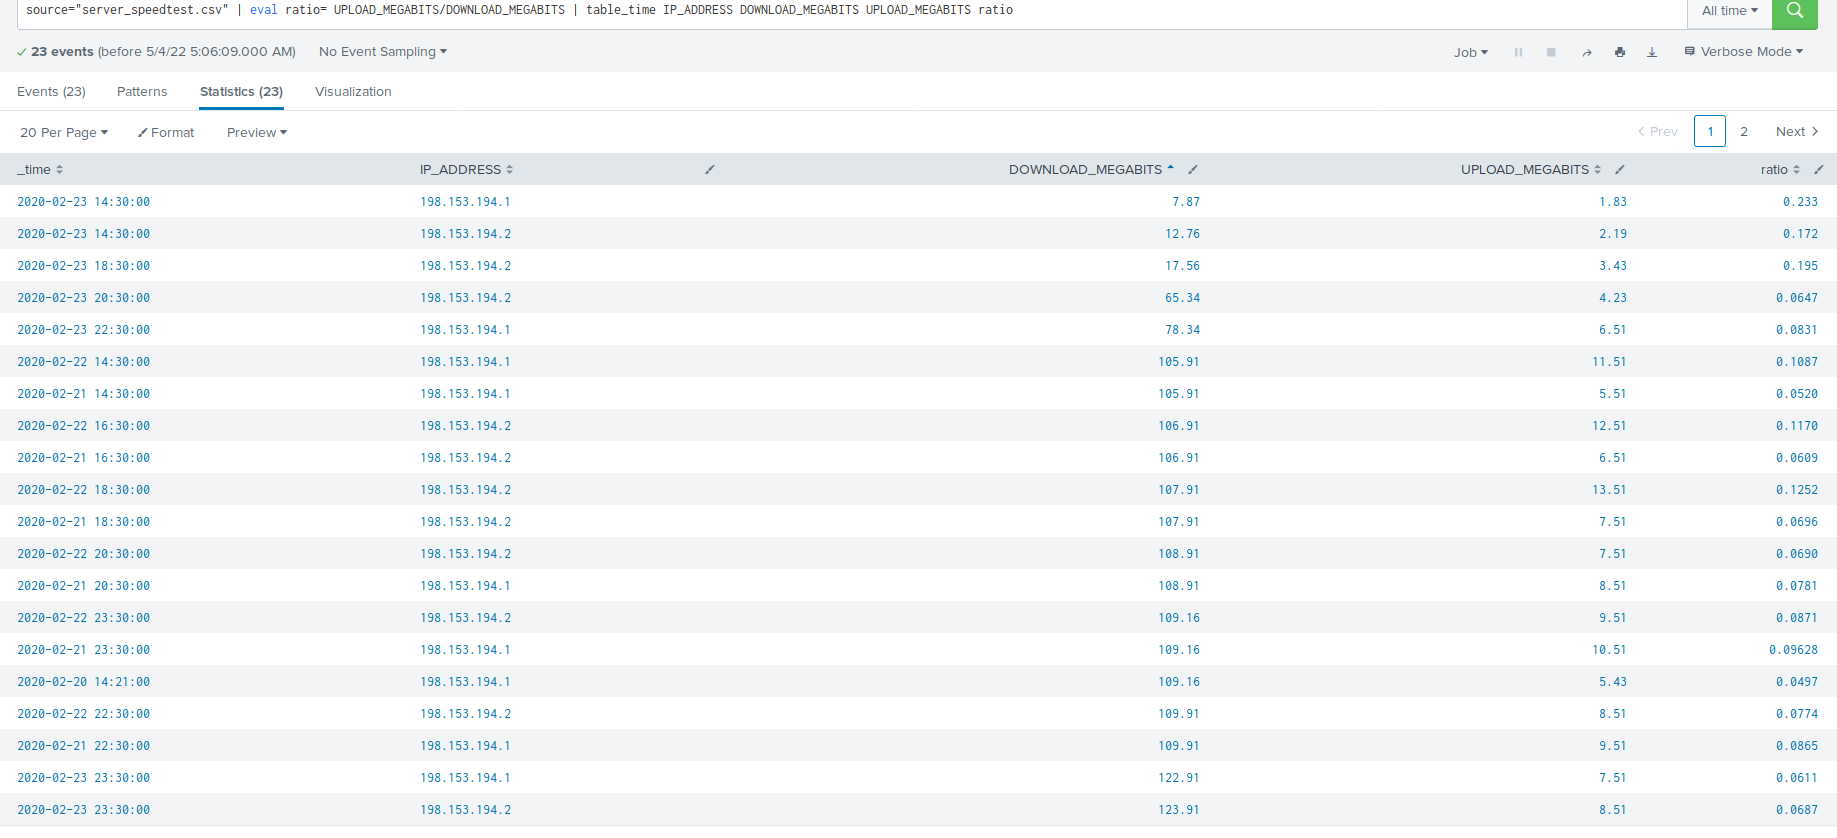 source="server_speedtest.csv" | eval ratio= UPLOAD_MEGABITS/DOWNLOAD_MEGABITS | table_time IP_ADDRESS DOWNLOAD_MEGABITS UPLOAD_MEGABITS ratio All time
23 events (before 5/4/22 5:06:09.000 AM) No Event Sampling Job Verbose Mode
Events (23) Patterns Statistics (23) Visualization
20 Per Page Format Preview Prev 1 2 Next
_time IP_ADDRESS DOWNLOAD_MEGABITS UPLOAD_MEGABITS ratio
2020-02-23 14:30:00 198.153.194.1 7.87 1.83 0.233
2020-02-23 14:30:00 198.153.194.2 12.76 2.19 0.172
2020-02-23 18:30:00 198.153.194.2 17.56 3.43 0.195
2020-02-23 20:30:00 198.153.194.2 65.34 4.23 0.0647
2020-02-23 22:30:00 198.153.194.1 78.34 6.51 0.0831
2020-02-22 14:30:00 198.153.194.1 105.91 11.51 0.1087
2020-02-21 14:30:00 198.153.194.1 105.91 5.51 0.0520
2020-02-22 16:30:00 198.153.194.2 106.91 12.51 0.1170
2020-02-21 16:30:00 198.153.194.2 106.91 6.51 0.0609
2020-02-22 18:30:00 198.153.194.2 107.91 13.51 0.1252
2020-02-21 18:30:00 198.153.194.2 107.91 7.51 0.0696
2020-02-22 20:30:00 198.153.194.2 108.91 7.51 0.0690
2020-02-21 20:30:00 198.153.194.1 108.91 8.51 0.0781
2020-02-22 23:30:00 198.153.194.2 109.16 9.51 0.0871
2020-02-21 23:30:00 198.153.194.1 109.16 10.51 0.09628
2020-02-20 14:21:00 198.153.194.1 109.16 5.43 0.0497
2020-02-22 22:30:00 198.153.194.2 109.91 8.51 0.0774
2020-02-21 22:30:00 198.153.194.1 109.91 9.51 0.0865
2020-02-23 23:30:00 198.153.194.1 122.91 7.51 0.0611
2020-02-23 23:30:00 198.153.194.2 123.91 8.51 0.0687